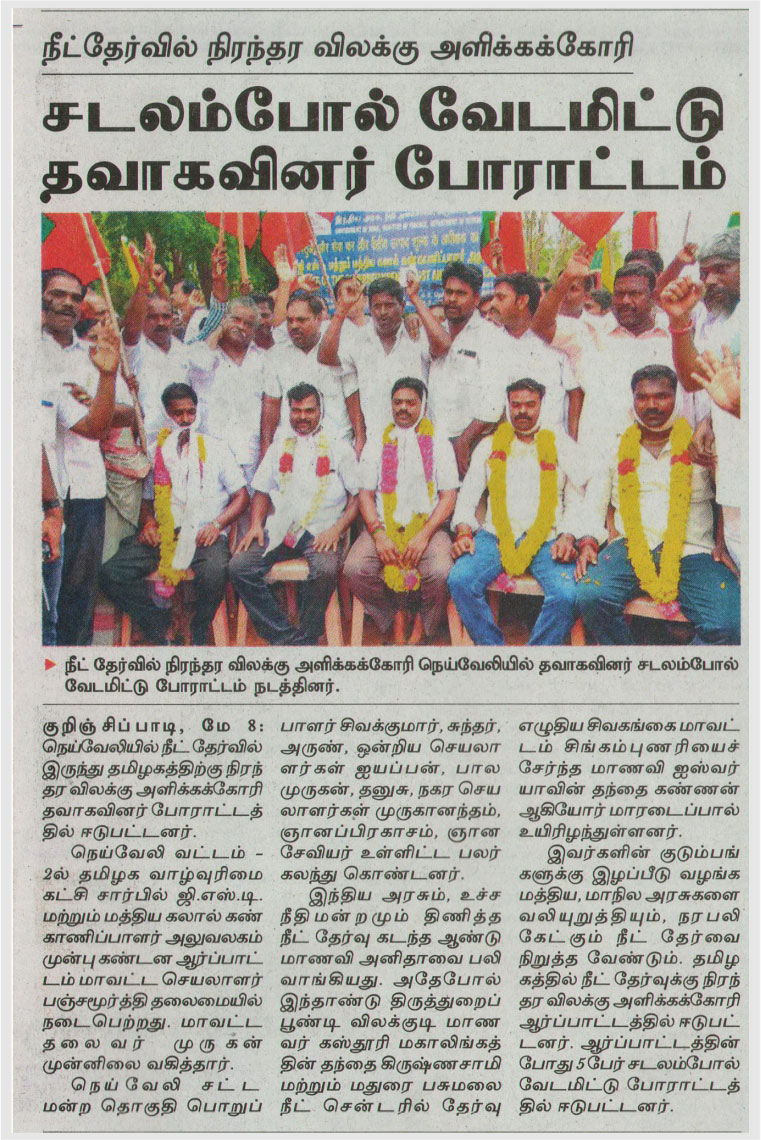 நீட்தேர்வில் நிரந்தர விலக்கு அளிக்கக்கோரி
சடலம்போல் வேடமிட்டு
தவாகவினர் போராட்டம்
நீட் தேர்வில் நிரந்தர விலக்கு அளிக்கக்கோரி நெய்வேலியில் தவாகவினர் சடலம்போல்
வேடமிட்டு போராட்டம் நடத்தினர்.
குறிஞ்சிப்பாடி, மே 8:
நெய்வேலியில் நீட் தேர்வில்
இருந்து தமிழகத்திற்கு நிரந்
தர விலக்கு அளிக்கக்கோரி
தவாகவினர் போராட்டத்
தில் ஈடுபட்டனர்.
நெய்வேலி வட்டம் –
2ல் தமிழக வாழ்வுரிமை
கட்சி சார்பில் ஜி.எஸ்.டி.
மற்றும் மத்திய கலால் கண்
காணிப்பாளர் அலுவலகம்
முன்பு கண்டன ஆர்ப்பாட்
டம் மாவட்ட செயலாளர்
பஞ்சமூர்த்தி தலைமையில்
நடைபெற்றது. மாவட்ட
தலைவர் முருகன்
முன்னிலை வகித்தார்.
நெய்வேலி சட்ட
மன்ற தொகுதி பொறுப்
பாளர் சிவக்குமார், சுந்தர்,
அருண், ஒன்றிய செயலா
ளர்கள் ஐயப்பன், பால
முருகன், தனுசு, நகர செய
லாளர்கள் முருகானந்தம்,
ஞானப்பிரகாசம், ஞான
சேவியர் உள்ளிட்ட பலர்
கலந்து கொண்டனர்.
இந்திய அரசும், உச்ச
நீதிமன்றமும் திணித்த
நீட் தேர்வு கடந்த ஆண்டு
மாணவி அனிதாவை பலி
வாங்கியது. அதேபோல்
இந்தாண்டு திருத்துறைப்
பூண்டி விலக்குடி மாண
வர் கஸ்தூரி மகாலிங்கத்
தின் தந்தை கிருஷ்ணசாமி
மற்றும் மதுரை பசுமலை
நீட் சென்டரில் தேர்வு
எழுதிய சிவகங்கை மாவட்
டம் சிங்கம்புணரியைச்
சேர்ந்த மாணவி ஐஸ்வர்
யாவின் தந்தை கண்ணன்
ஆகியோர் மாரடைப்பால்
உயிரிழந்துள்ளனர்.
இவர்களின் குடும்பங்
களுக்கு இழப்பீடு வழங்க
மத்திய, மாநில அரசுகளை
வலியுறுத்தியும், நரபலி
கேட்கும் நீட் தேர்வை
நிறுத்த வேண்டும். தமிழ
கத்தில் நீட் தேர்வுக்கு நிரந்
தர விலக்கு அளிக்கக்கோரி
ஆர்ப்பாட்டத்தில் ஈடுபட்
டனர். ஆர்ப்பாட்டத்தின்
போது 5பேர் சடலம்போல்
வேடமிட்டு போராட்டத்
தில் ஈடுபட்டனர்.